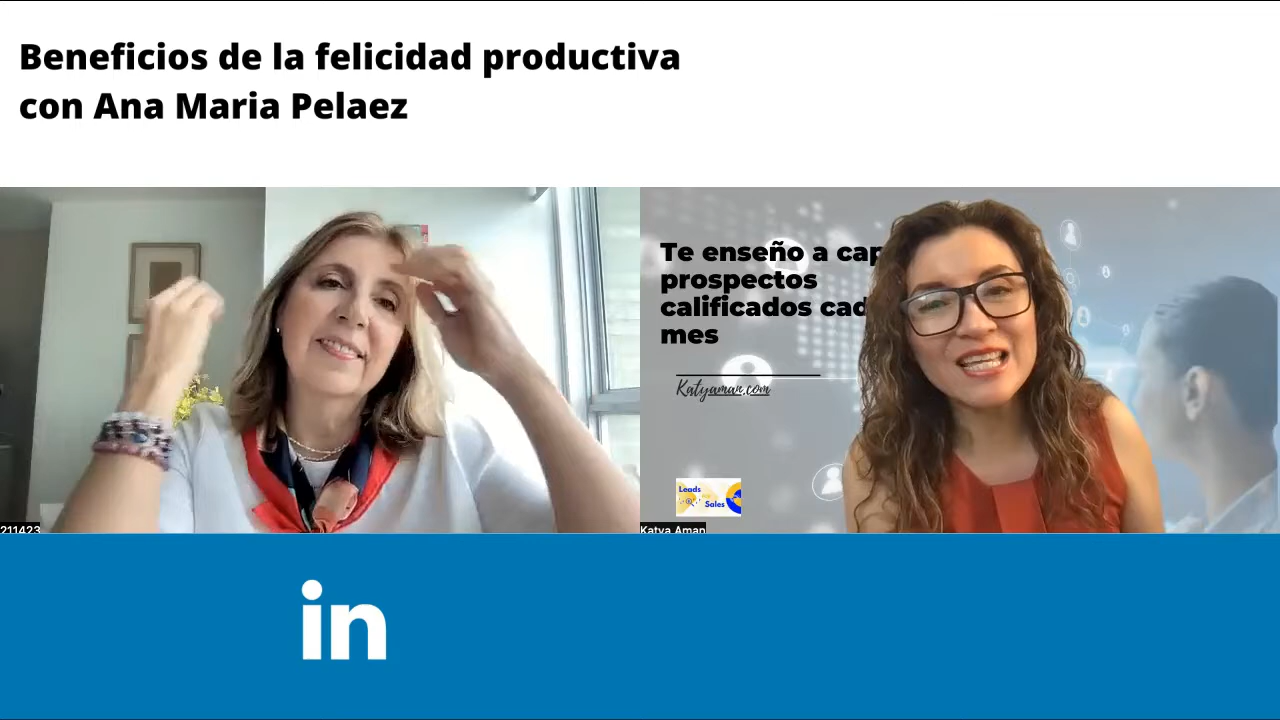 Beneficios de la felicidad productiva
con Ana Maria Pelaez
Te enseño a cap
prospectos
calificados cad
mes
Katyaman.com
Leads
Sales
211423
Katya Aman
in